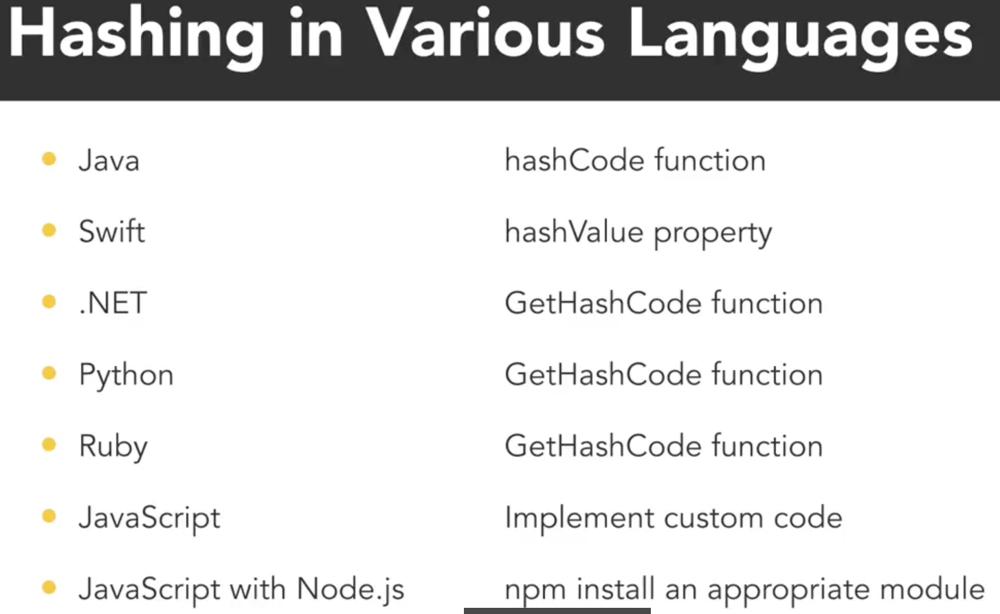 Hashing in Various Languages
Java hashCode function
Swift hashValue property
.NET GetHashCode function
Python GetHashCode function
Ruby GetHashCode function
JavaScript Implement custom code
JavaScript with Node.js npm install an appropriate module